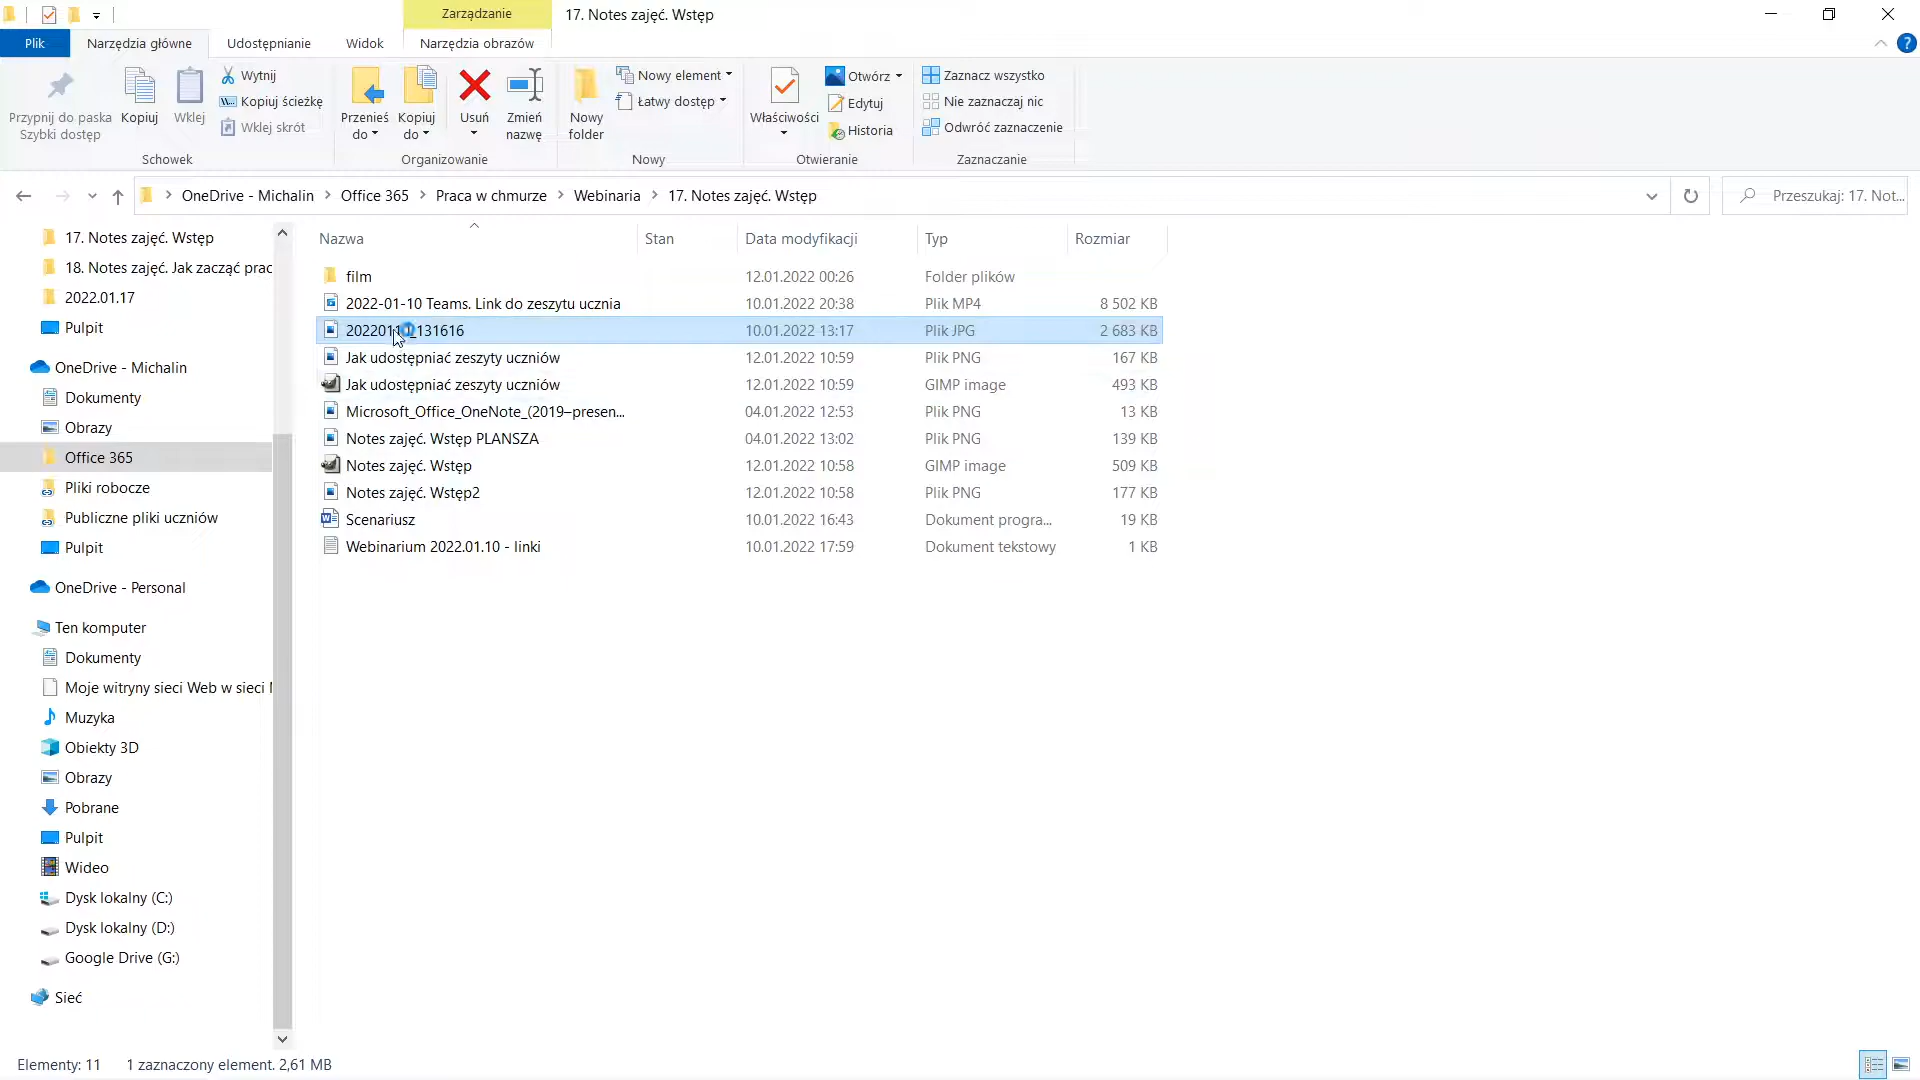 Zarządzanie
17. Notes zajęć. Wstęp
Plik
Narzędzia główne
Udostępnianie
Widok
Narzędzia obrazów
Przypnij do paska
Szybki dostęp
Kopiuj
Wklej
Wytnij
Kopiuj ścieżkę
Wklej skrót
Schowek
Przenieś
do
Kopiuj
do
Usuń
Zmień
nazwę
Organizowanie
Nowy
folder
Nowy element
Łatwy dostęp
Nowy
Właściwości
Otwórz
Edytuj
Historia
Otwieranie
Zaznacz wszystko
Nie zaznaczaj nic
Odwróć zaznaczenie
Zaznaczanie
OneDrive - Michalin
Office 365
Praca w chmurze
Webinaria
17. Notes zajęć. Wstęp
Przeszukaj: 17. Not...
17. Notes zajęć. Wstęp
18. Notes zajęć. Jak zacząć prac
2022.01.17
Pulpit
OneDrive - Michalin
Dokumenty
Obrazy
Office 365
Pliki robocze
Publiczne pliki uczniów
Pulpit
OneDrive - Personal
Ten komputer
Dokumenty
Moje witryny sieci Web w sieci
Muzyka
Obiekty 3D
Obrazy
Pobrane
Pulpit
Wideo
Dysk lokalny (C:)
Dysk lokalny (D:)
Google Drive (G:)
Sieć
Nazwa Stan Data modyfikacji Typ Rozmiar
film 12.01.2022 00:26 Folder plików
2022-01-10 Teams. Link do zeszytu ucznia 10.01.2022 20:38 Plik MP4 8 502 KB
10.01.2022 13:17 Plik JPG 2 683 KB
Jak udostępniać zeszyty uczniów 12.01.2022 10:59 Plik PNG 167 KB
Jak udostępniać zeszyty uczniów 12.01.2022 10:59 GIMP image 493 KB
Microsoft_Office_OneNote_(2019–presen... 04.01.2022 12:53 Plik PNG 13 KB
Notes zajęć. Wstęp PLANSZA 04.01.2022 13:02 Plik PNG 139 KB
Notes zajęć. Wstęp 12.01.2022 10:58 GIMP image 509 KB
Notes zajęć. Wstęp2 12.01.2022 10:58 Plik PNG 177 KB
Scenariusz 10.01.2022 16:43 Dokument progra... 19 KB
Webinarium 2022.01.10 - linki 10.01.2022 17:59 Dokument tekstowy 1 KB
Elementy: 11 1 zaznaczony element. 2,61 MB